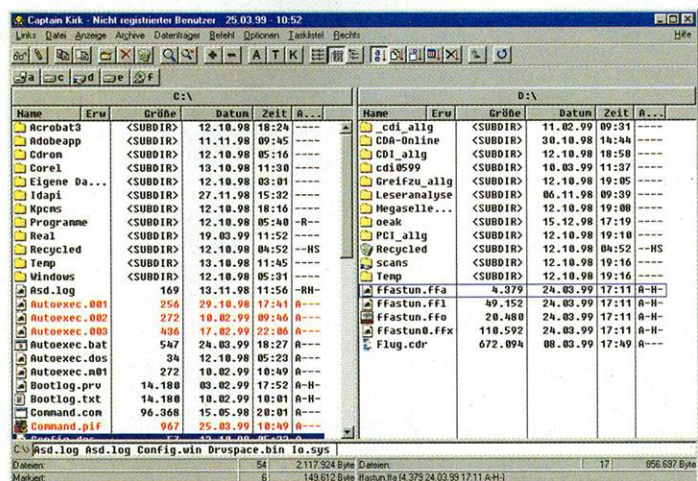 Captain Kirk - Nicht registrierter Benutzer 25.03.99 - 10:52
Links Datei Anzeige Archive Datenträger Befehl Optionen Taskleiste Rechts Hilfe
A T K
a c d e f
C:\
Name Erw Größe Datum Zeit A...
Acrobat3 <SUBDIR> 12.10.98 18:24 ----
Adobeapp <SUBDIR> 11.11.98 09:45 ----
Cdrom <SUBDIR> 12.10.98 05:16 ----
Corel <SUBDIR> 13.10.98 11:30 ----
Eigene Da... <SUBDIR> 12.10.98 03:01 ----
Idapi <SUBDIR> 27.11.98 15:32 ----
Kpcms <SUBDIR> 12.10.98 18:16 ----
Programme <SUBDIR> 12.10.98 05:40 -R--
Real <SUBDIR> 19.03.99 11:52 ----
Recycled <SUBDIR> 12.10.98 04:52 --HS
Temp <SUBDIR> 13.10.98 11:45 ----
Windows <SUBDIR> 12.10.98 05:31 ----
Asd.log 169 13.11.98 11:56 -RH-
Autoexec.001 256 29.10.98 17:41 A---
Autoexec.002 272 10.02.99 09:46 A---
Autoexec.003 436 17.02.99 22:06 A---
Autoexec.bat 547 24.03.99 18:27 A---
Autoexec.dos 34 12.10.98 05:23 A---
Autoexec.m01 272 10.02.99 10:49 A---
Bootlog.prv 14.180 03.02.99 17:52 A-H-
Bootlog.txt 14.180 10.02.99 10:01 A-H-
Command.com 96.368 15.05.98 20:01 A---
Command.pif 967 25.03.99 10:49 A---
D:\
Name Erw Größe Datum Zeit A...
_cdi_allg <SUBDIR> 11.02.99 09:31 ----
CDA-Online <SUBDIR> 30.10.98 14:44 ----
CDI_allg <SUBDIR> 12.10.98 18:58 ----
cdi0599 <SUBDIR> 10.03.99 11:37 ----
Greifzu_allg <SUBDIR> 12.10.98 19:05 ----
Leseranalyse <SUBDIR> 06.11.98 09:39 ----
Megaselle... <SUBDIR> 12.10.98 19:08 ----
oeak <SUBDIR> 15.12.98 17:19 ----
PCI_allg <SUBDIR> 12.10.98 19:10 ----
Recycled <SUBDIR> 12.10.98 04:52 --HS
scans <SUBDIR> 12.10.98 19:16 ----
Temp <SUBDIR> 12.10.98 19:16 ----
ffastun.ffa 4.379 24.03.99 17:11 A-H-
ffastun.ffl 49.152 24.03.99 17:11 A-H-
ffastun.ffo 20.480 24.03.99 17:11 A-H-
ffastun0.ffx 110.592 24.03.99 17:11 A-H-
Flug.cdr 672.094 08.03.99 17:49 A---
C:\ Asd.log Asd.log Config.win Drvspace.bin Io.sys
Dateien: 54 2.117.924 Byte Dateien: 17 856.697 Byte
Markiert: 6 149.612 Byte ffastun.ffa [4.379 24.03.99 17:11 A-H-]